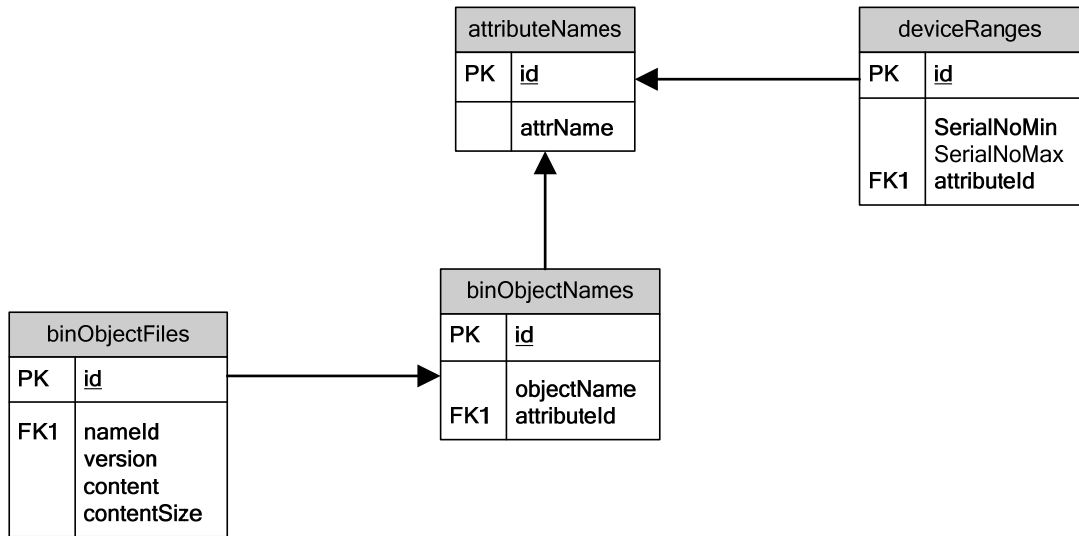 attributeNames
PK id
attrName
deviceRanges
PK id
SerialNoMin
SerialNoMax
FK1 attributeId
binObjectNames
PK id
objectName
FK1 attributeId
binObjectFiles
PK id
FK1 nameId
version
content
contentSize